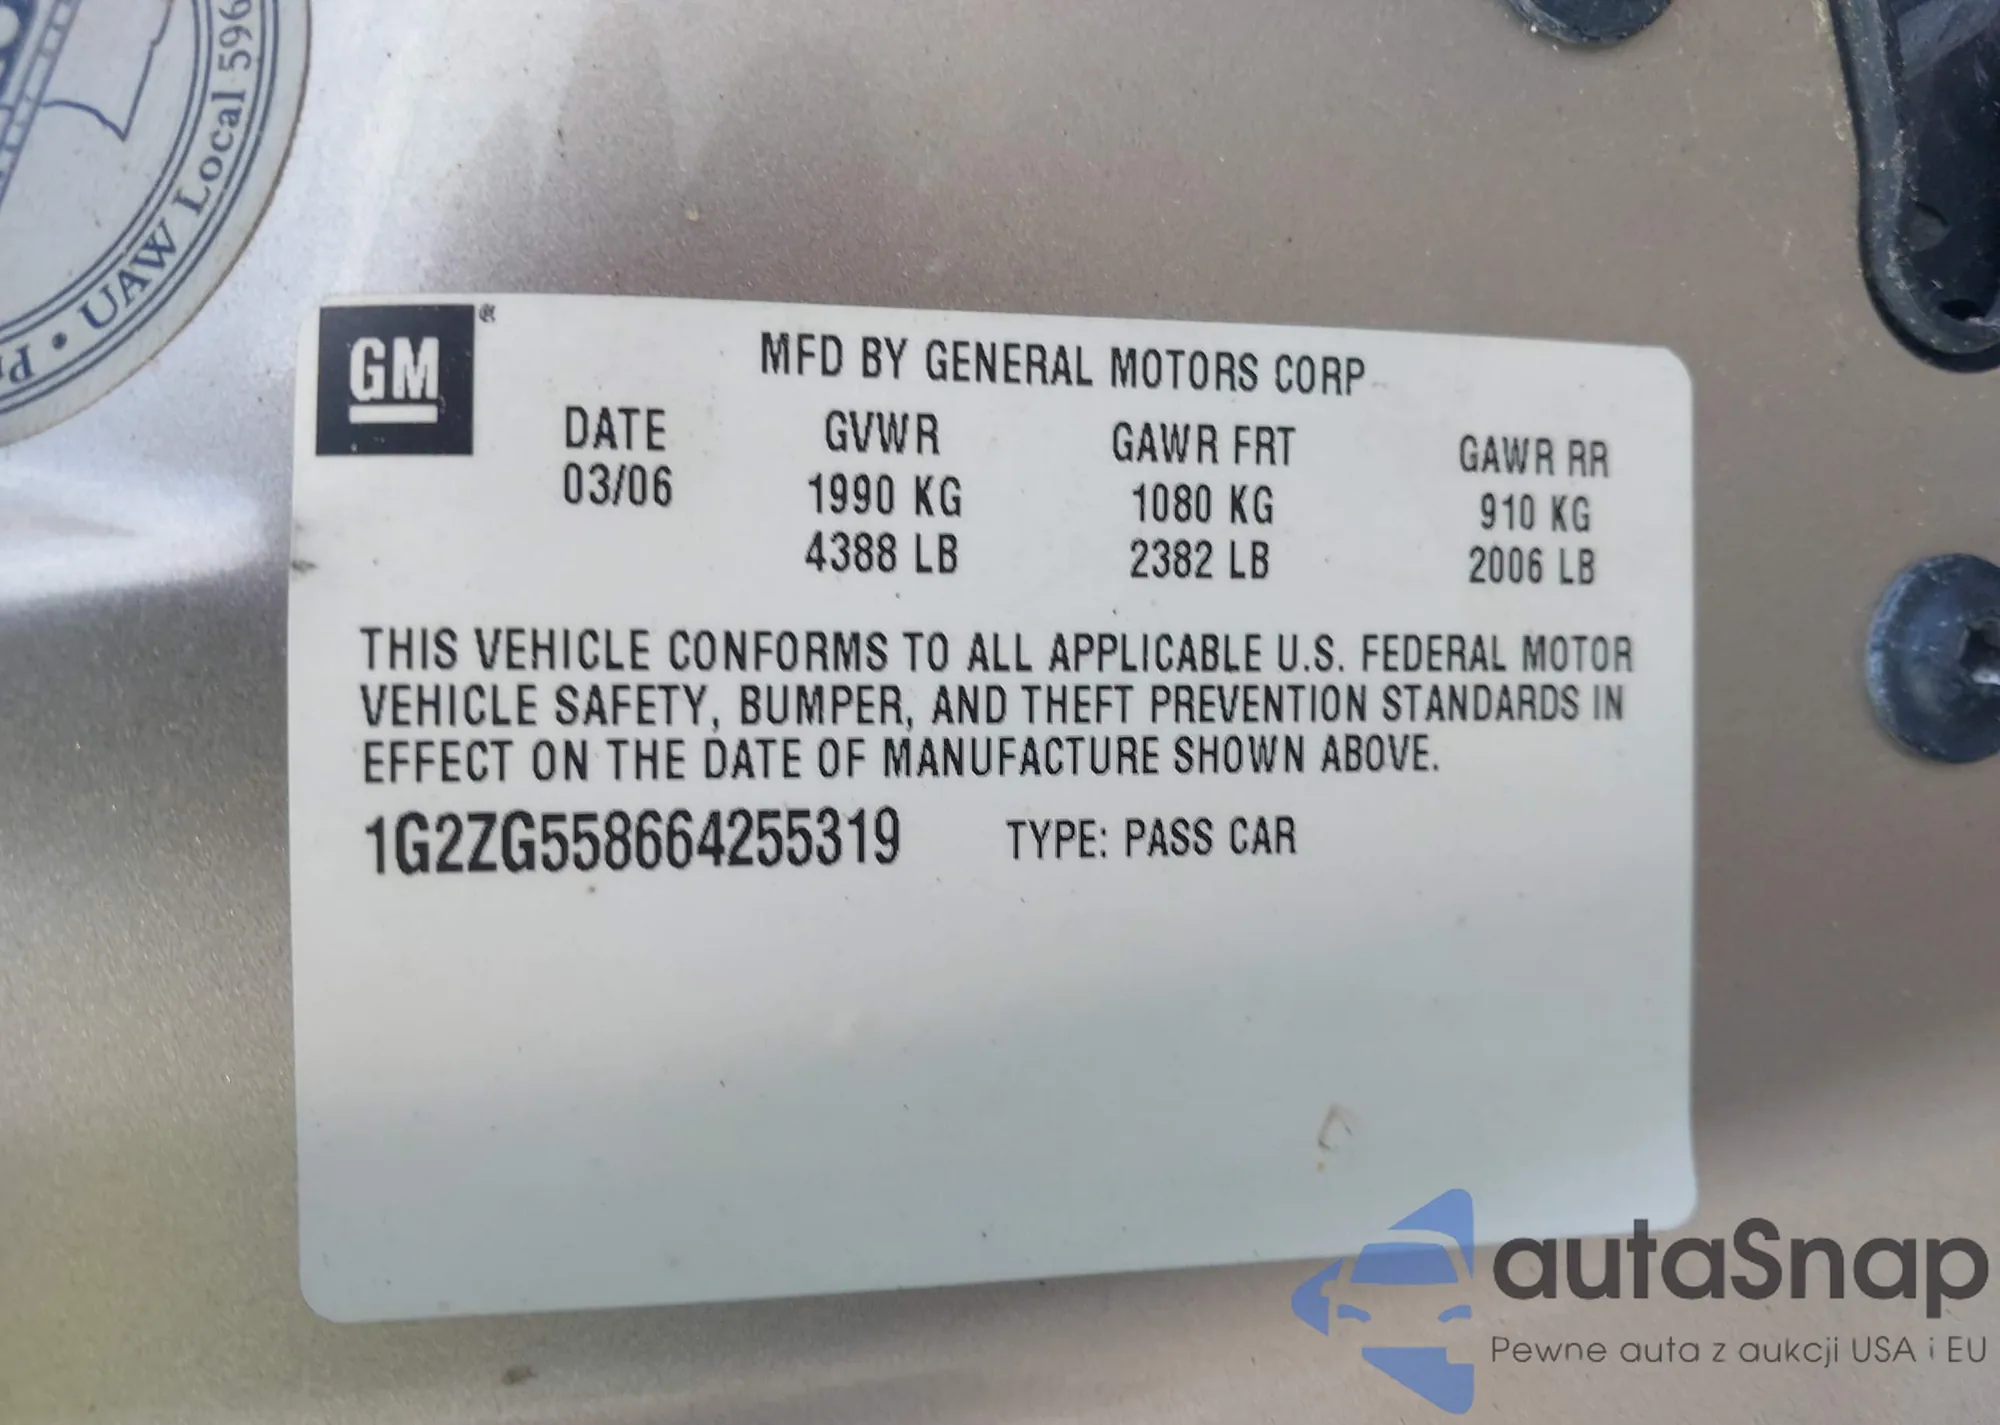 UAW Local 596
GM
MFD BY GENERAL MOTORS CORP
DATE GVWR GAWR FRT GAWR RR
03/06 1990 KG 1080 KG 910 KG
4388 LB 2382 LB 2006 LB
THIS VEHICLE CONFORMS TO ALL APPLICABLE U.S. FEDERAL MOTOR
VEHICLE SAFETY, BUMPER, AND THEFT PREVENTION STANDARDS IN
EFFECT ON THE DATE OF MANUFACTURE SHOWN ABOVE.
1G2ZG558664255319 TYPE: PASS CAR
autaSnap
Pewne auta z aukcji USA i EU